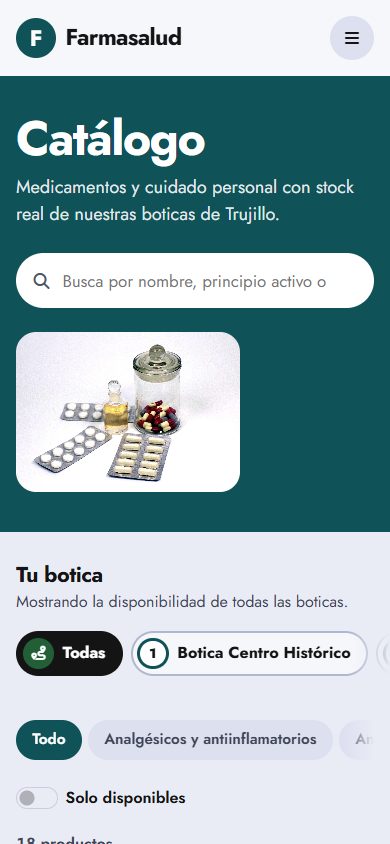 F Farmasalud
Catálogo
Medicamentos y cuidado personal con stock
real de nuestras boticas de Trujillo.
Busca por nombre, principio activo o
Tu botica
Mostrando la disponibilidad de todas las boticas.
Todas 1 Botica Centro Histórico
Todo Analgésicos y antiinflamatorios
Solo disponibles
18 productos